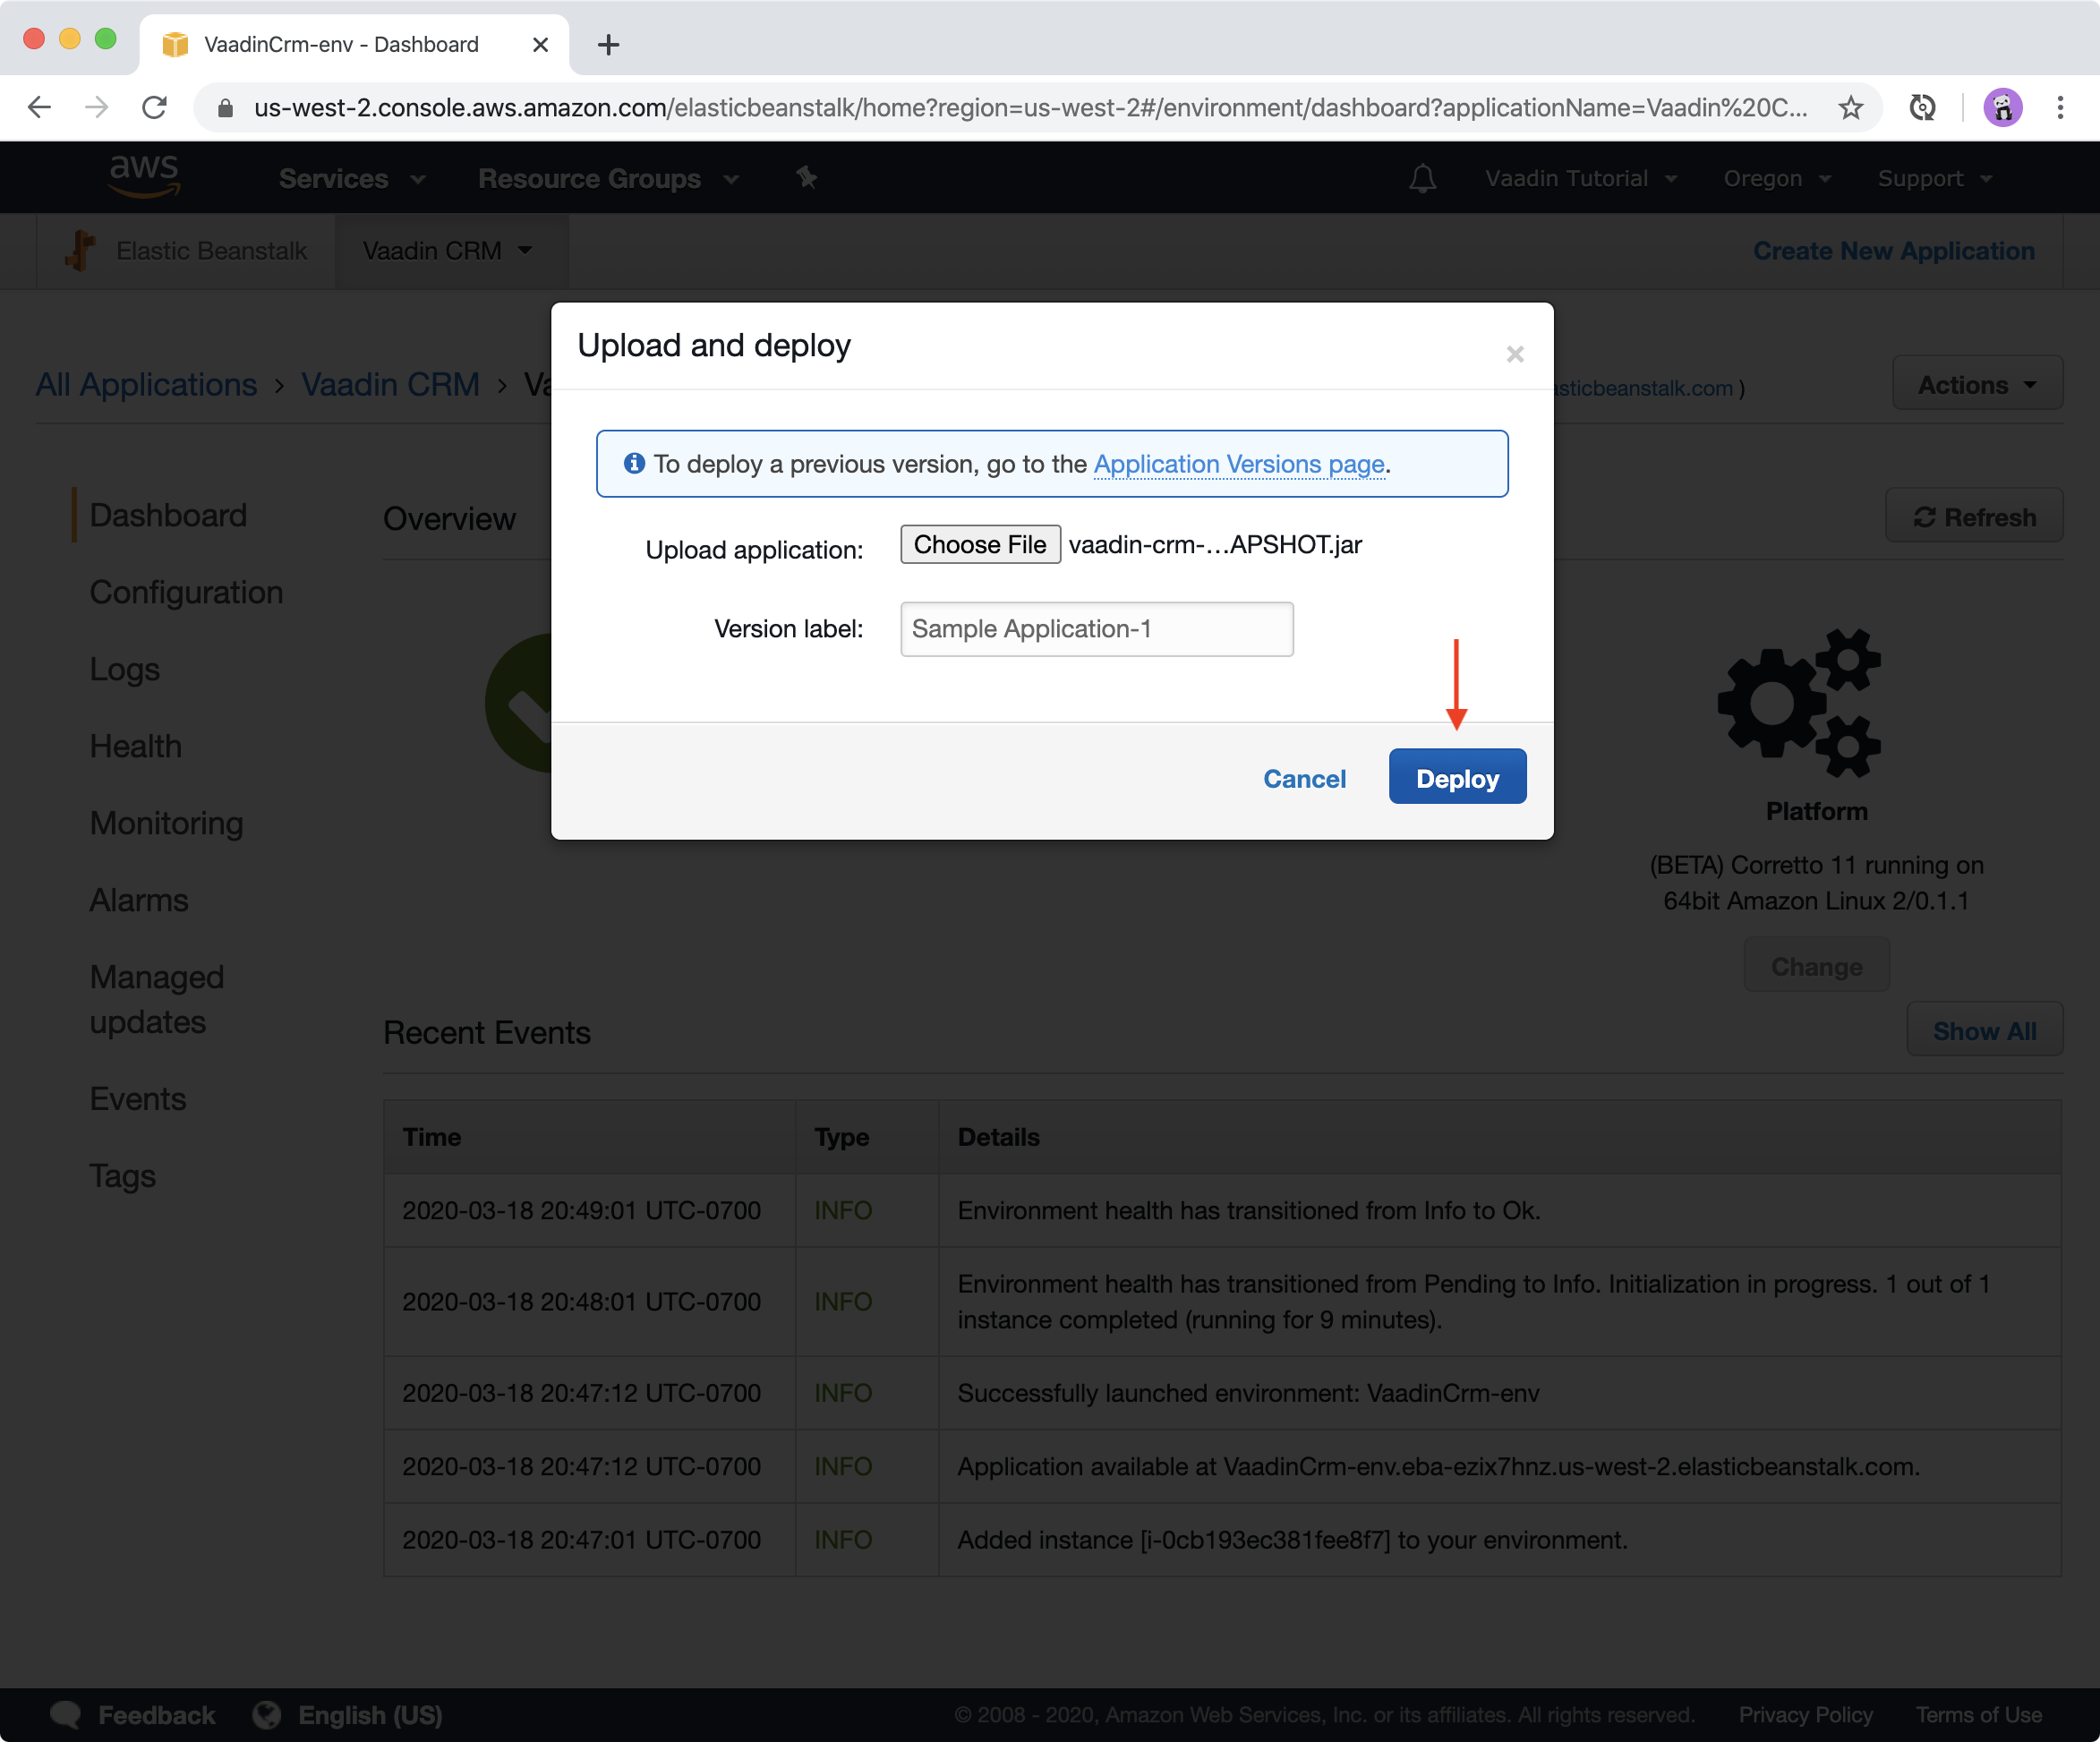 VaadinCrm-env - Dashboard
us-west-2.console.aws.amazon.com/elasticbeanstalk/home?region=us-west-2#/environment/dashboard?applicationName=Vaadin%20C...
aws Services Resource Groups Vaadin Tutorial Oregon Support
Elastic Beanstalk Vaadin CRM Create New Application
Upload and deploy ×
All Applications › Vaadin CRM › Va asticbeanstalk.com ) Actions
To deploy a previous version, go to the Application Versions page.
Upload application: Choose File vaadin-crm-...APSHOT.jar
Version label: Sample Application-1
Cancel Deploy
Dashboard
Configuration
Logs
Health
Monitoring
Alarms
Managed
updates
Events
Tags
Overview Refresh
Platform
(BETA) Corretto 11 running on
64bit Amazon Linux 2/0.1.1
Change
Recent Events Show All
Time Type Details
2020-03-18 20:49:01 UTC-0700 INFO Environment health has transitioned from Info to Ok.
2020-03-18 20:48:01 UTC-0700 INFO Environment health has transitioned from Pending to Info. Initialization in progress. 1 out of 1
instance completed (running for 9 minutes).
2020-03-18 20:47:12 UTC-0700 INFO Successfully launched environment: VaadinCrm-env
2020-03-18 20:47:12 UTC-0700 INFO Application available at VaadinCrm-env.eba-ezix7hnz.us-west-2.elasticbeanstalk.com.
2020-03-18 20:47:01 UTC-0700 INFO Added instance [i-0cb193ec381fee8f7] to your environment.
Feedback English (US) © 2008 - 2020, Amazon Web Services, Inc. or its affiliates. All rights reserved. Privacy Policy Terms of Use